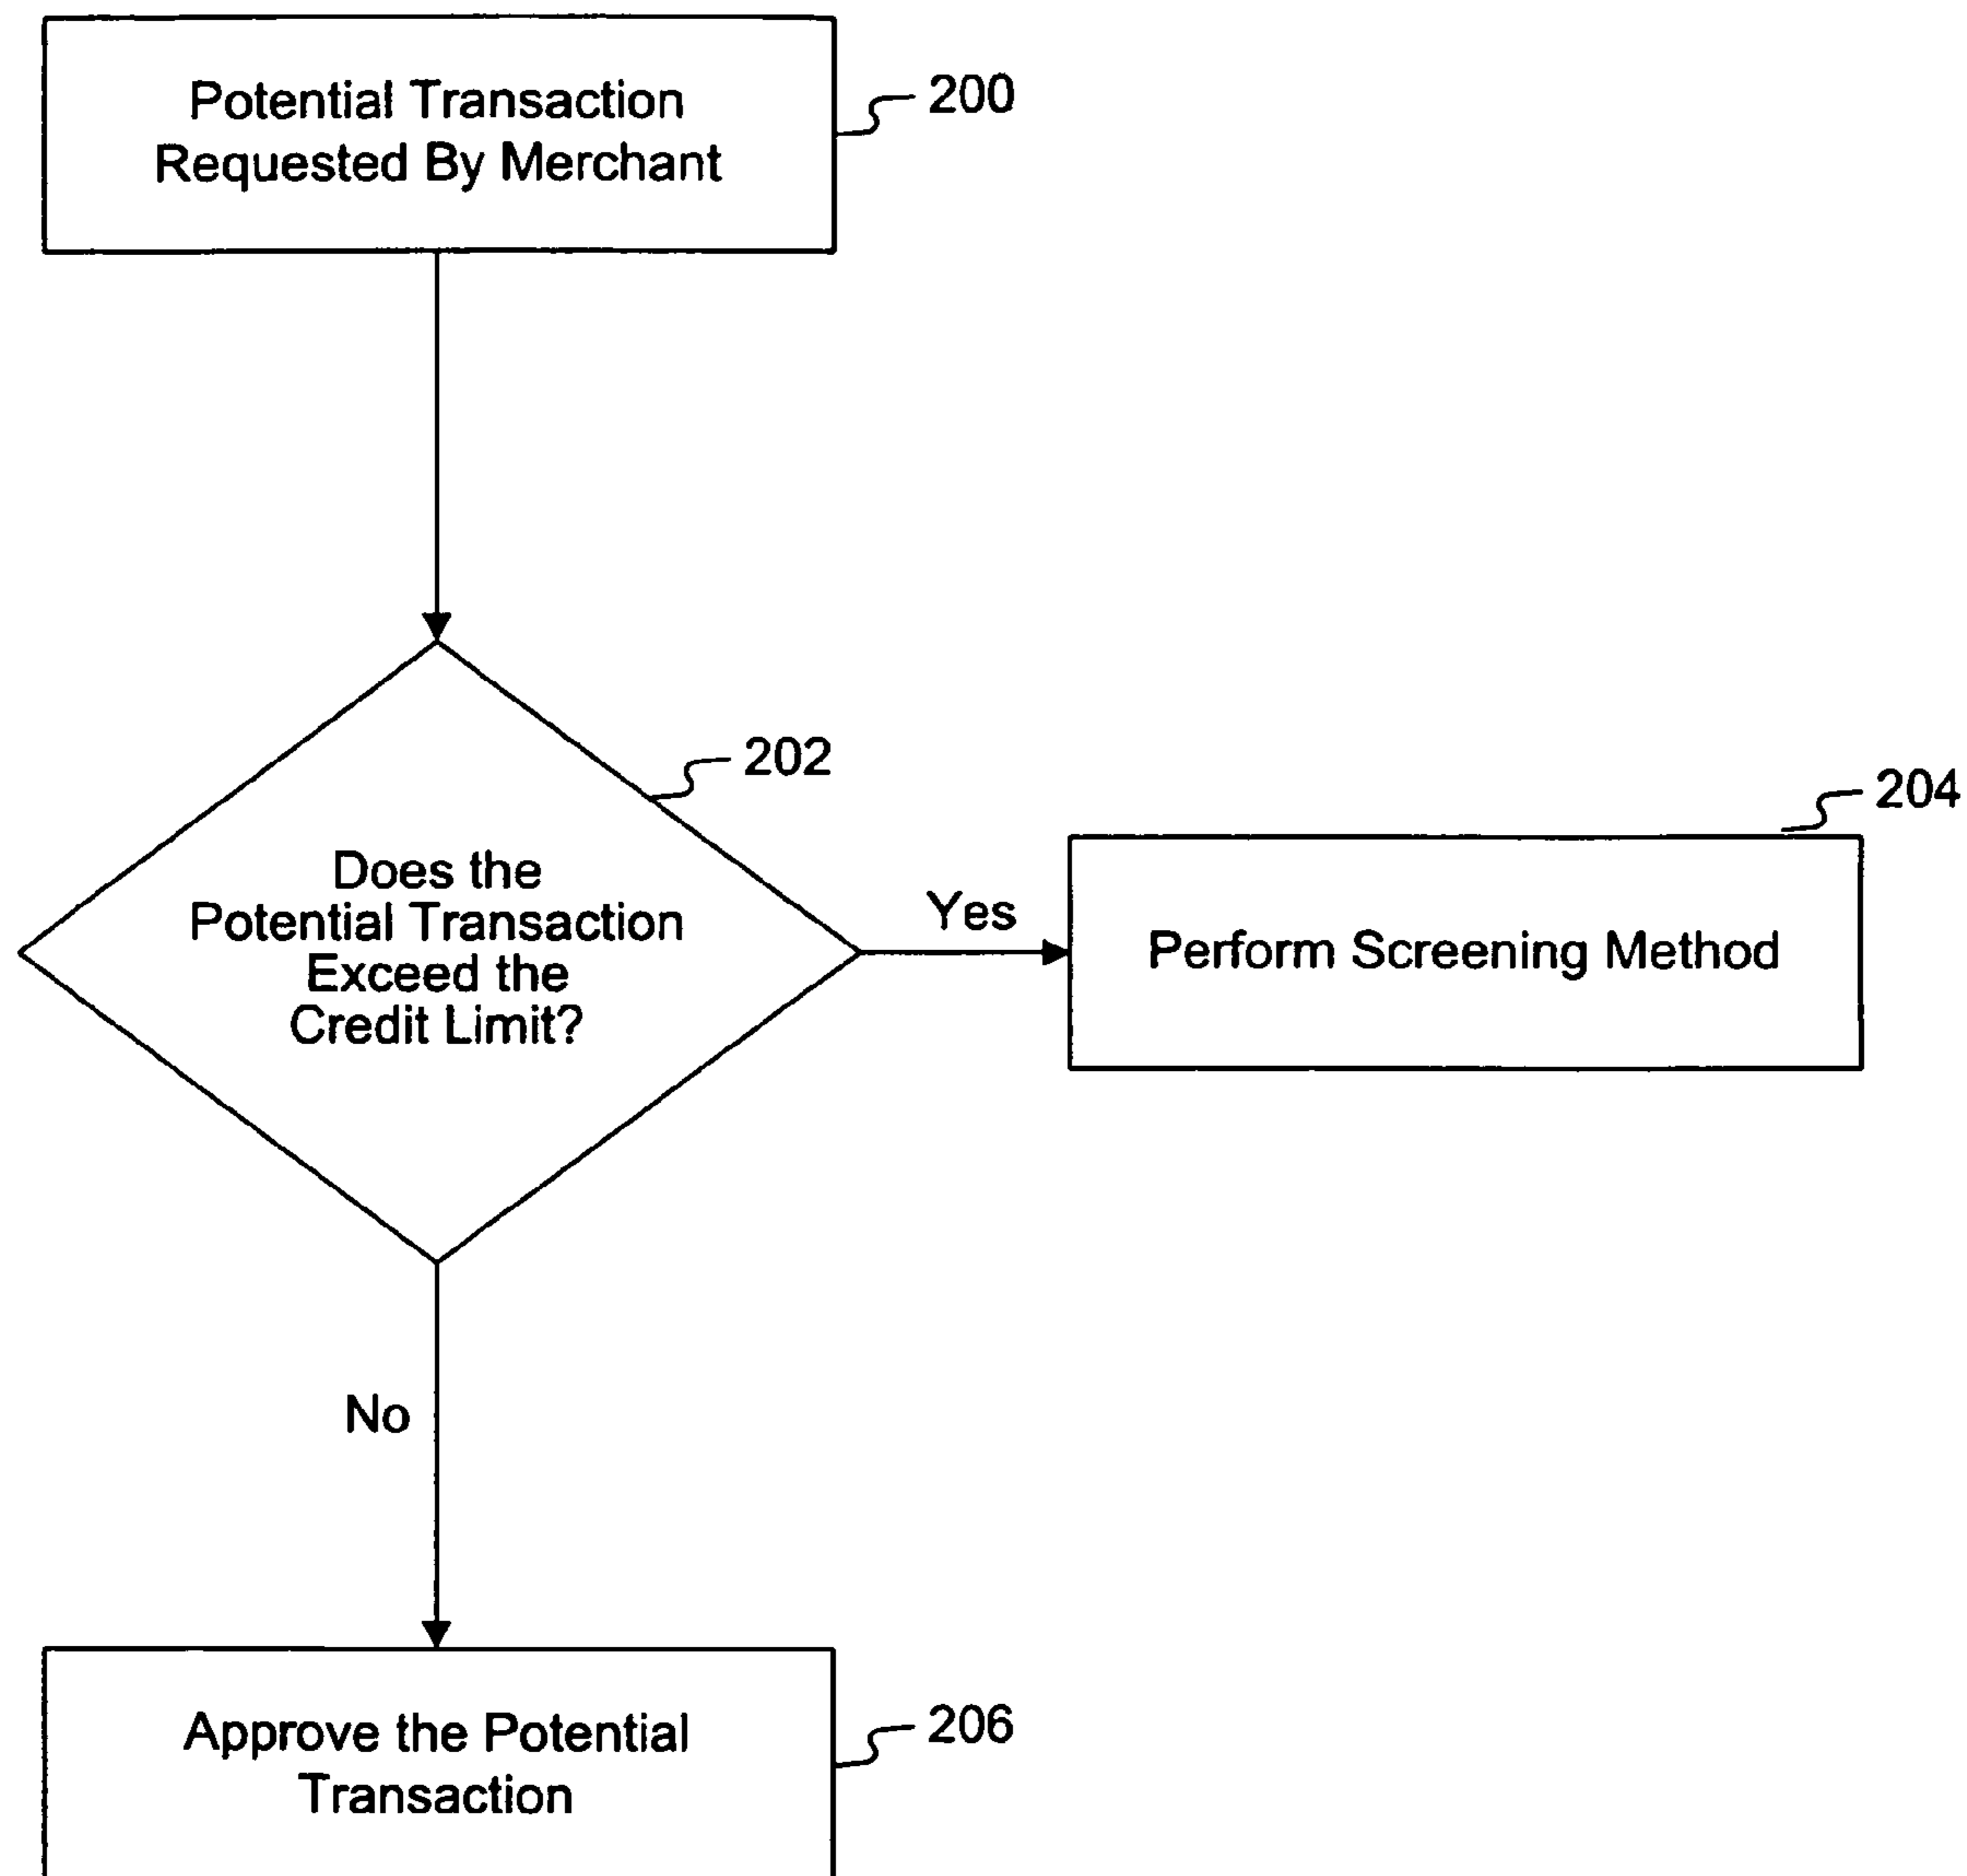 Potential Transaction
Requested By Merchant
200
202
Does the
Potential Transaction
Exceed the
Credit Limit?
Yes
204
Perform Screening Method
No
Approve the Potential
Transaction
206